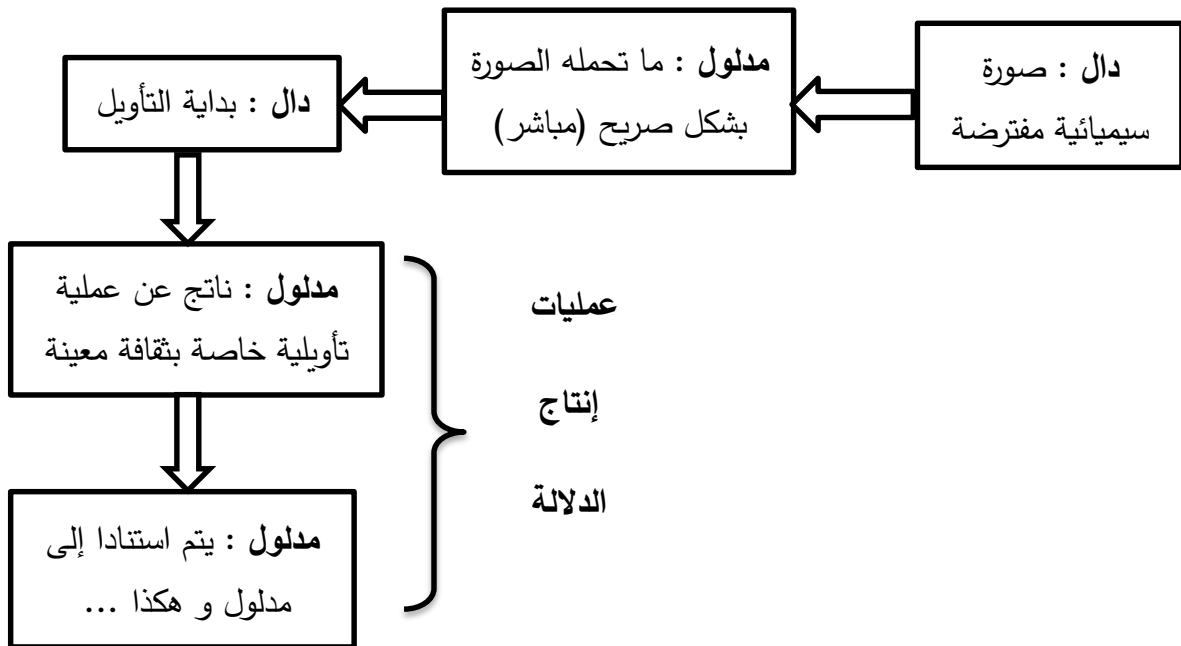 دال : صورة
سيميائية مفترضة
مدلول : ما تحمله الصورة
بشكل صريح (مباشر)
دال : بداية التأويل
مدلول : ناتج عن عملية
تأويلية خاصة بثقافة معينة
مدلول : يتم استنادا إلى
مدلول و هكذا ...
عمليات
إنتاج
الدلالة